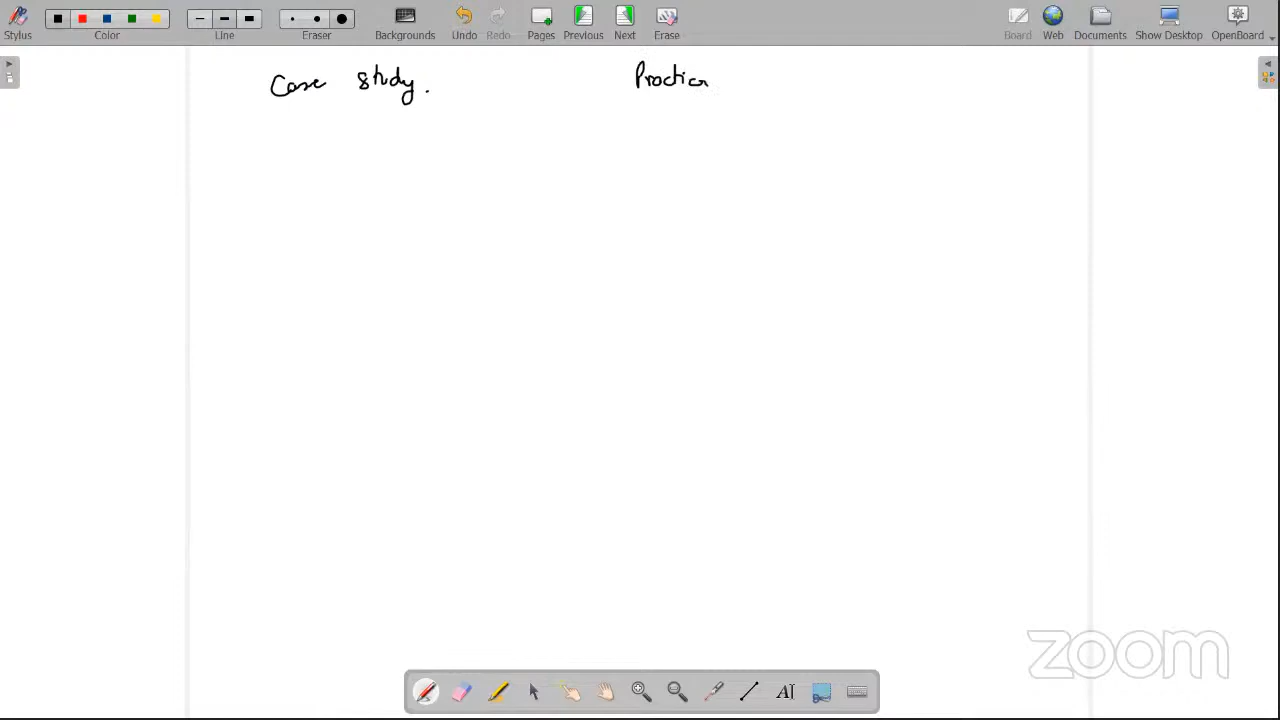 Stylus Color Line Eraser Backgrounds Undo Redo Pages Previous Next Erase Board Web Documents Show Desktop OpenBoard
Case study. Practica
zoom
AI